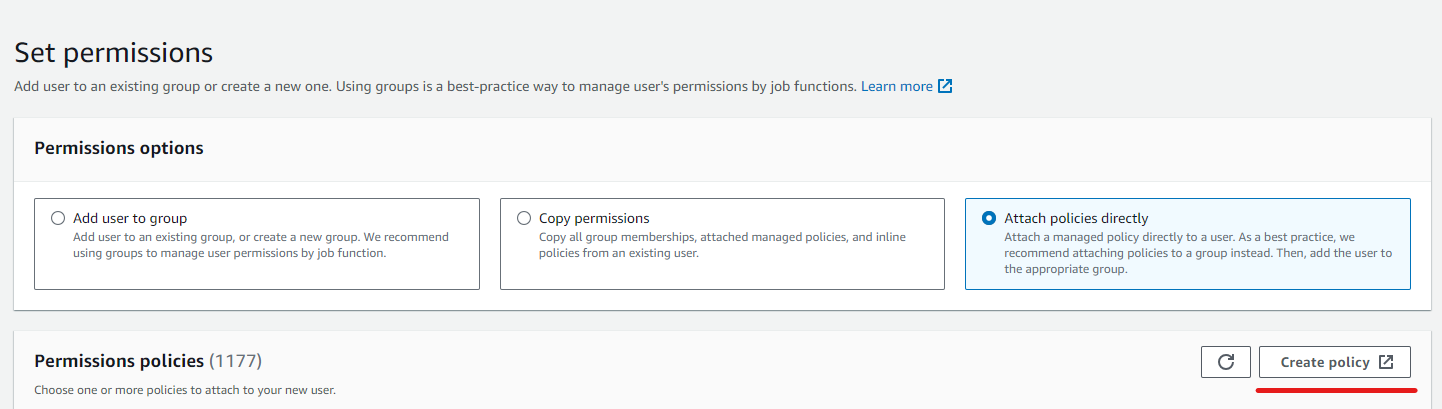 Set permissions
Add user to an existing group or create a new one. Using groups is a best-practice way to manage user's permissions by job functions. Learn more
Permissions options
Add user to group
Add user to an existing group, or create a new group. We recommend
using groups to manage user permissions by job function.
Copy permissions
Copy all group memberships, attached managed policies, and inline
policies from an existing user.
Attach policies directly
Attach a managed policy directly to a user. As a best practice, we
recommend attaching policies to a group instead. Then, add the user to
the appropriate group.
Permissions policies (1177)
Create policy
Choose one or more policies to attach to your new user.